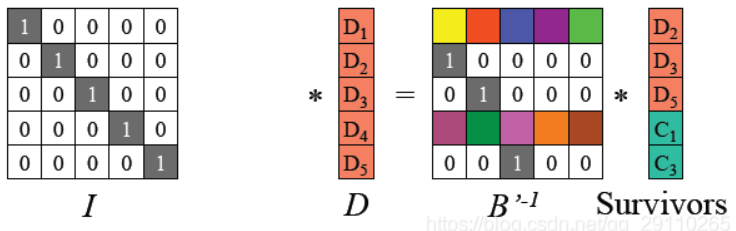 1 0 0 0 0 D1 1 0 0 0 0 D2
0 1 0 0 0 D2 0 1 0 0 0 D3
0 0 1 0 0 * D3 = * D5
0 0 0 1 0 D4 C1
0 0 0 0 1 D5 0 0 1 0 0 C3
I D B’-1 Survivors
https://blog.csdn.net/qq_29110265